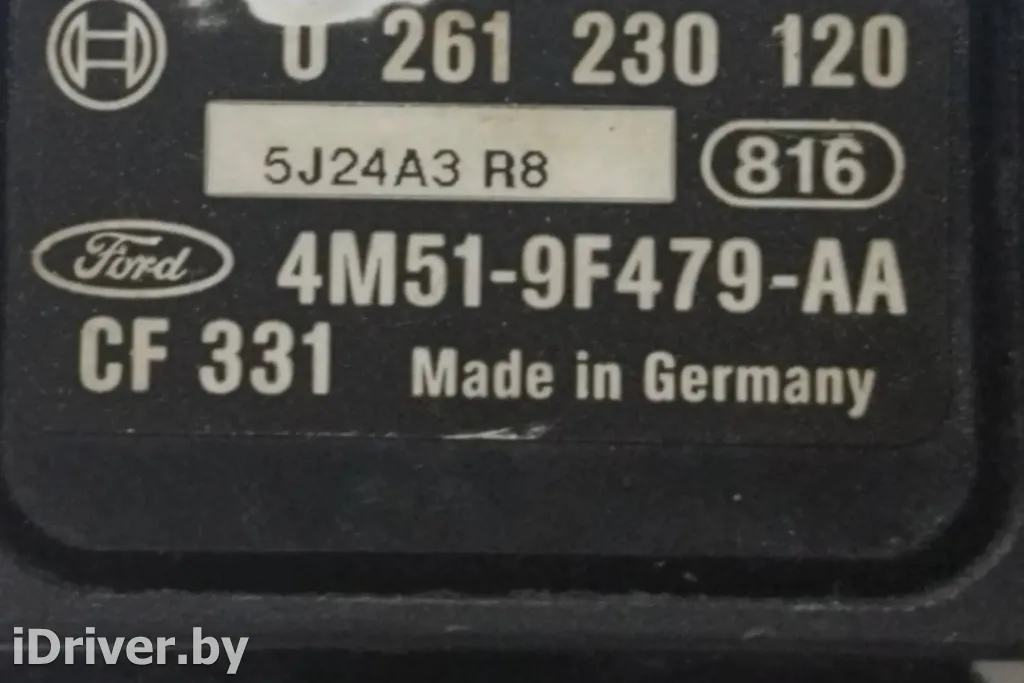 0 261 230 120
5J24A3 R8
816
Ford
4M51-9F479-AA
CF 331
Made in Germany
iDriver.by